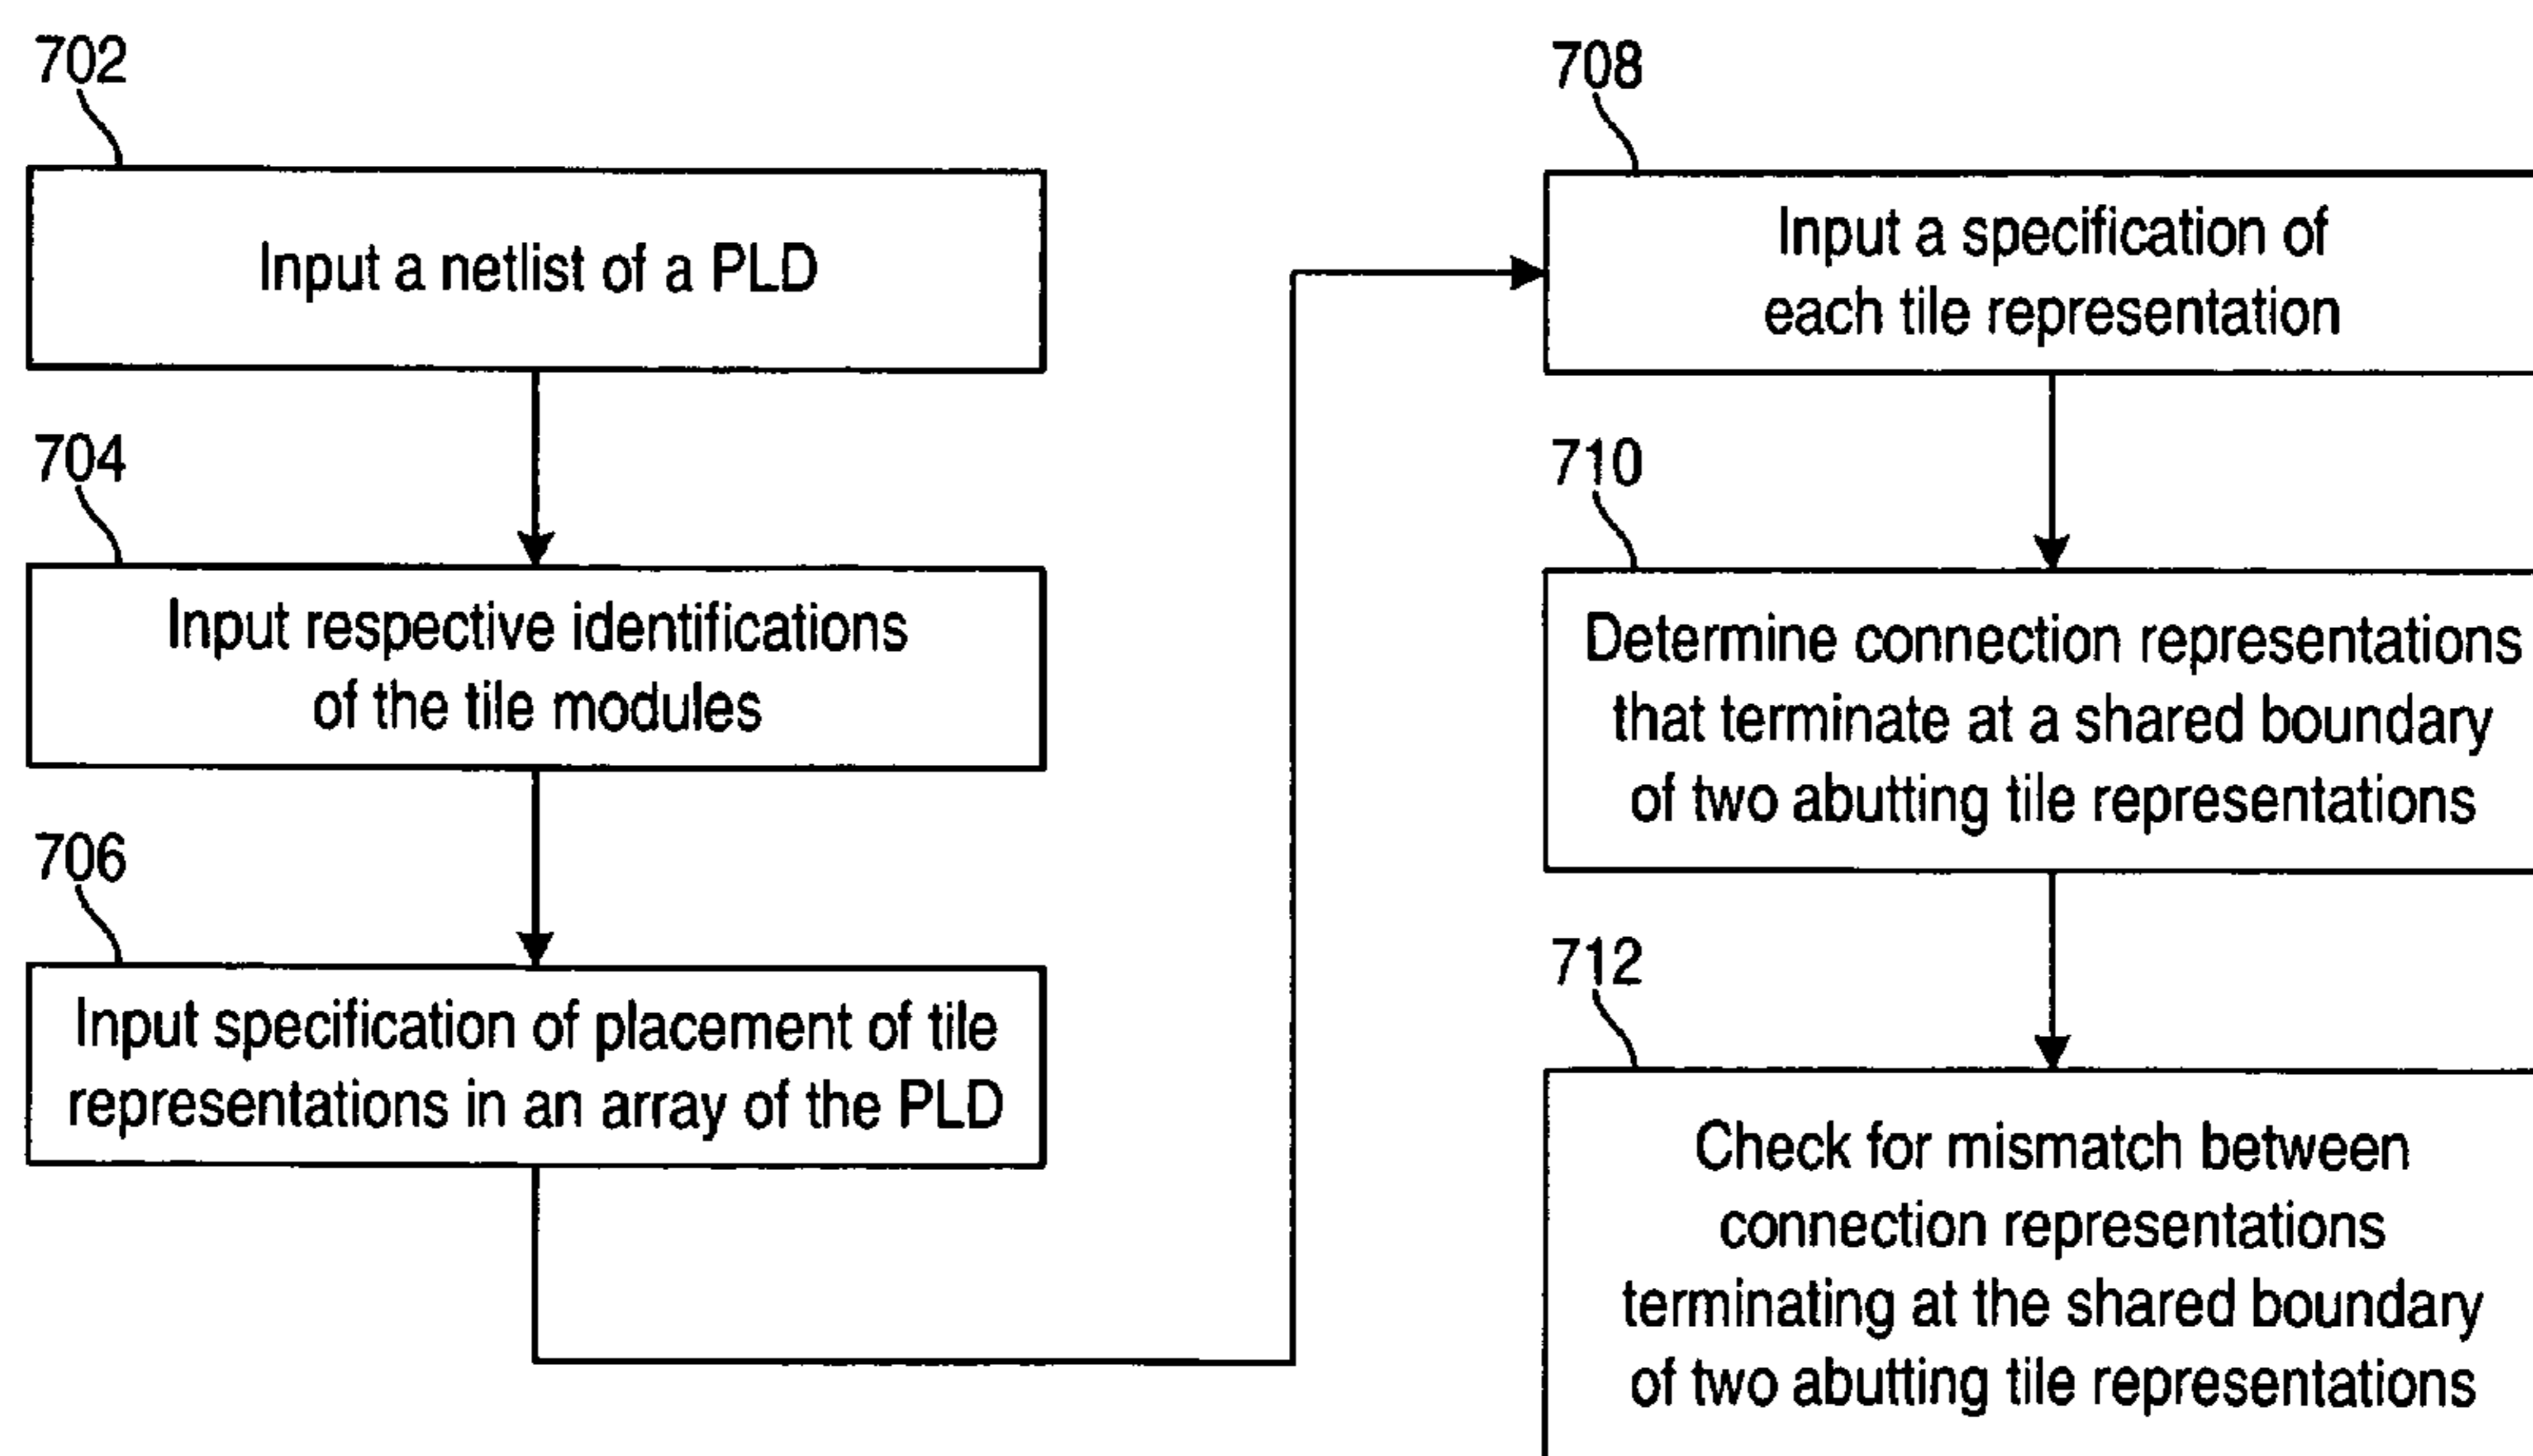 702
Input a netlist of a PLD
704
Input respective identifications
of the tile modules
706
Input specification of placement of tile
representations in an array of the PLD
708
Input a specification of
each tile representation
710
Determine connection representations
that terminate at a shared boundary
of two abutting tile representations
712
Check for mismatch between
connection representations
terminating at the shared boundary
of two abutting tile representations